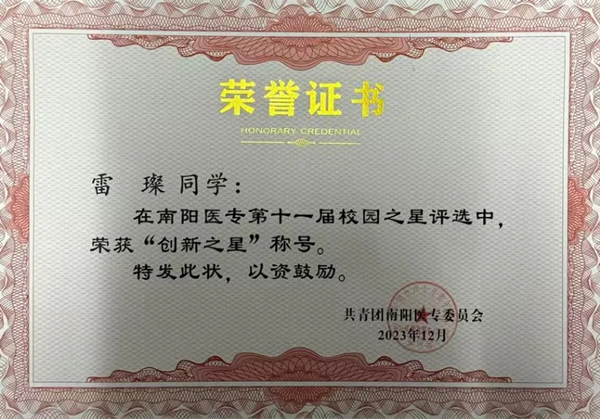 荣誉证书
HONORARY CREDENTIAL
雷 璨 同学：
在南阳医专第十一届校园之星评选中，
荣获“创新之星”称号。
特发此状，以资鼓励。
共青团南阳医专委员会
2023年12月